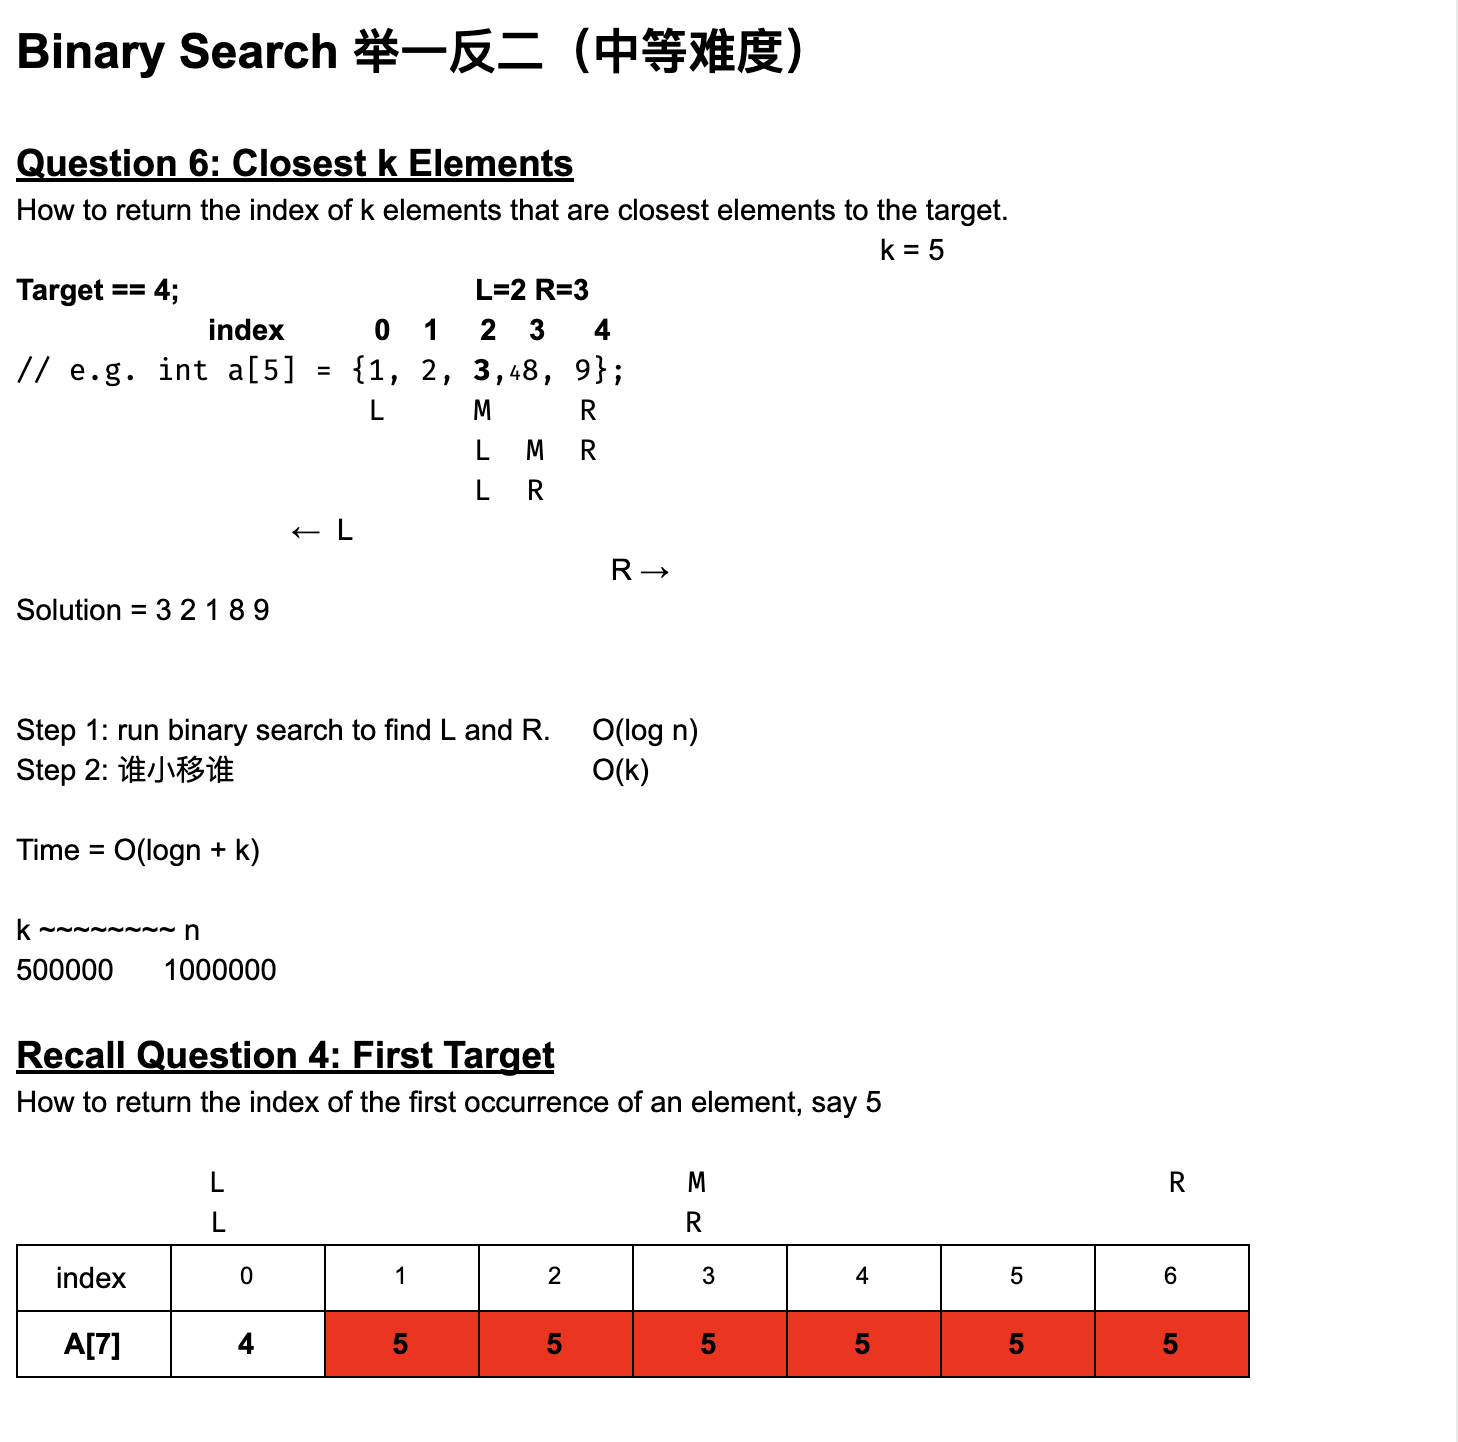 Binary Search 举一反二（中等难度）
Question 6: Closest k Elements
How to return the index of k elements that are closest elements to the target.
k = 5
Target == 4; L=2 R=3
index 0 1 2 3 4
// e.g. int a[5] = {1, 2, 3,48, 9};
L M R
L M R
L R
← L
R →
Solution = 3 2 1 8 9
Step 1: run binary search to find L and R. O(log n)
Step 2: 谁小移谁 O(k)
Time = O(logn + k)
k ~~~~~~~~ n
500000 1000000
Recall Question 4: First Target
How to return the index of the first occurrence of an element, say 5
L M R
L R
index 0 1 2 3 4 5 6
A[7] 4 5 5 5 5 5 5